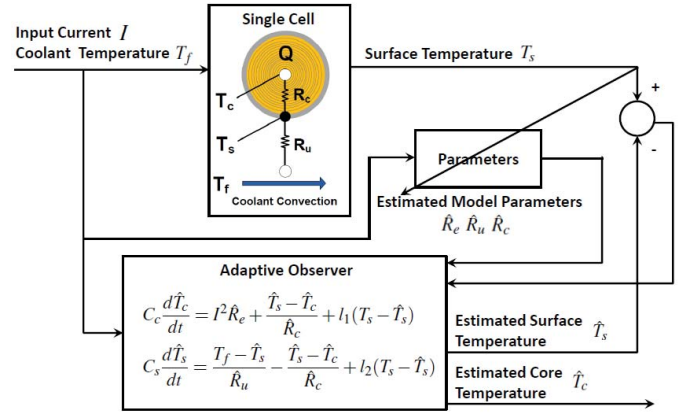 Input Current I
Coolant Temperature T_f
Single Cell
Q
R_c
T_c
T_s
R_u
T_f
Coolant Convection
Surface Temperature T_s
+
-
Parameters
Estimated Model Parameters
R̂_e R̂_u R̂_c
Adaptive Observer
C_c dT̂_c/dt = I²R̂_e + (T̂_s − T̂_c)/R̂_c + l_1(T_s − T̂_s)
C_s dT̂_s/dt = (T_f − T̂_s)/R̂_u − (T̂_s − T̂_c)/R̂_c + l_2(T_s − T̂_s)
Estimated Surface
Temperature T̂_s
Estimated Core
Temperature T̂_c